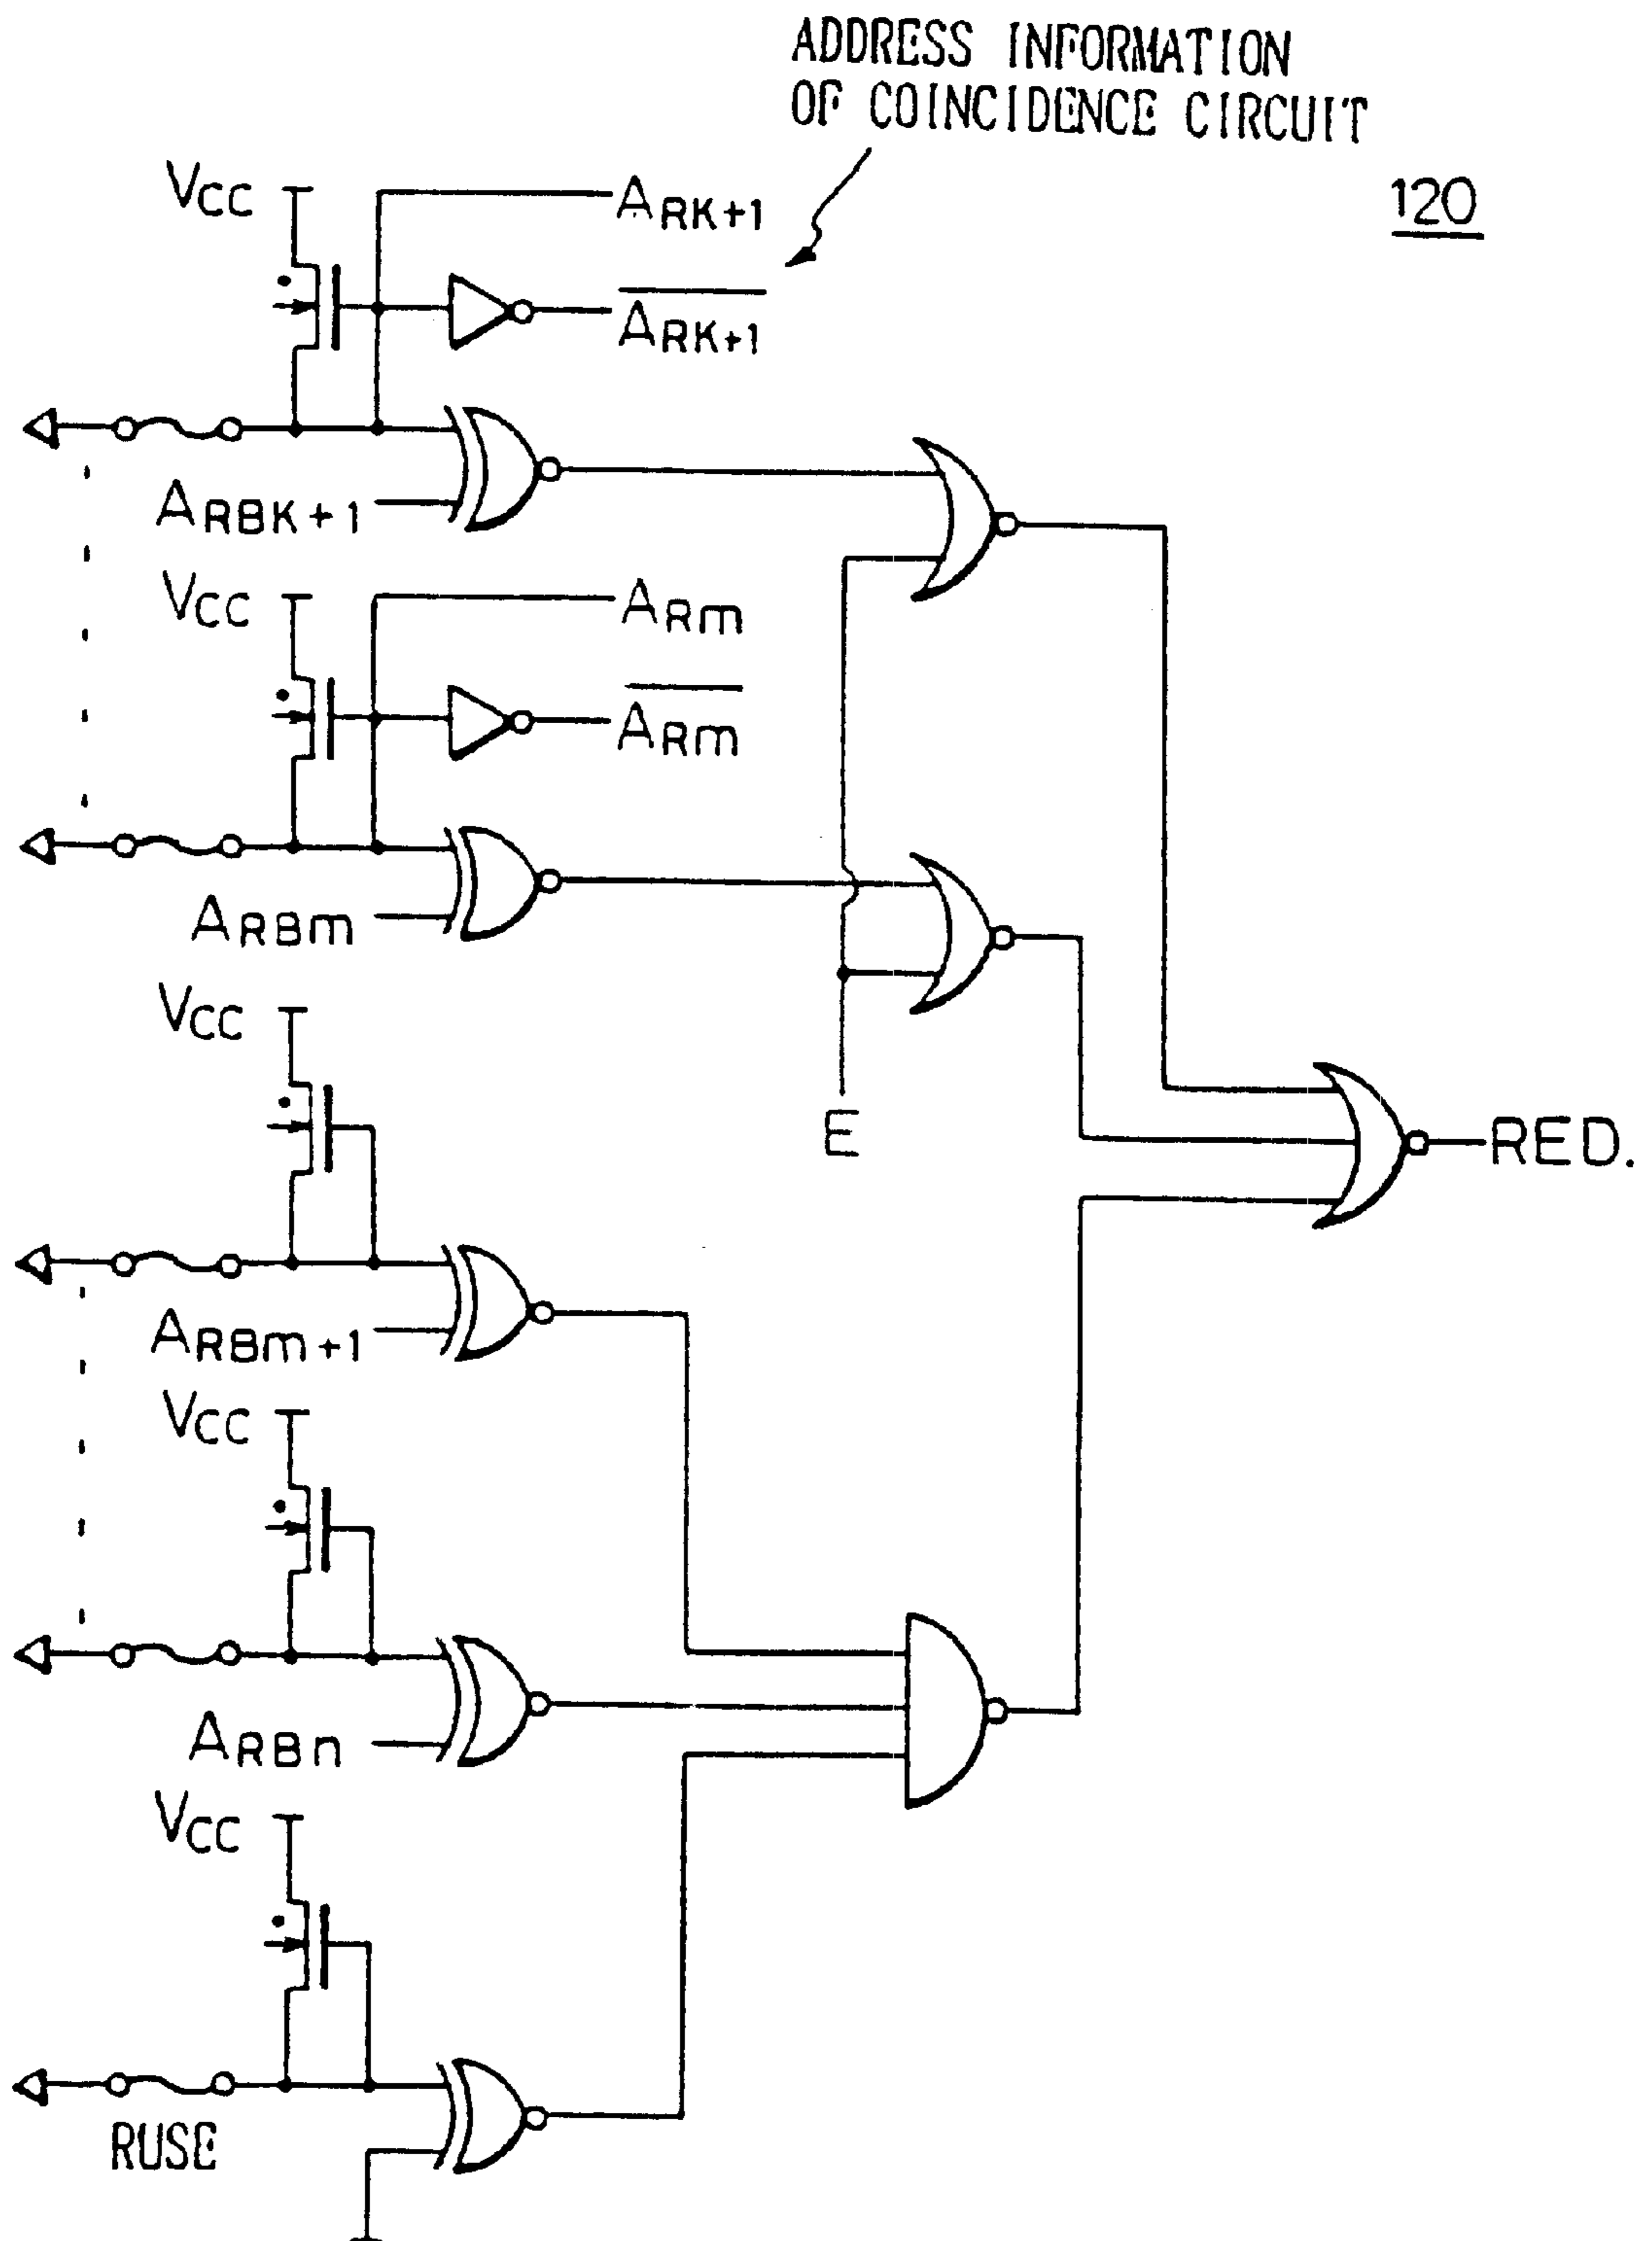 ADDRESS INFORMATION
OF COINCIDENCE CIRCUIT
120
VCC
ARK+1
ARK+1
ARBK+1
VCC
ARm
ARm
ARBm
VCC
E
RED.
ARBm+1
VCC
ARBn
VCC
RUSE